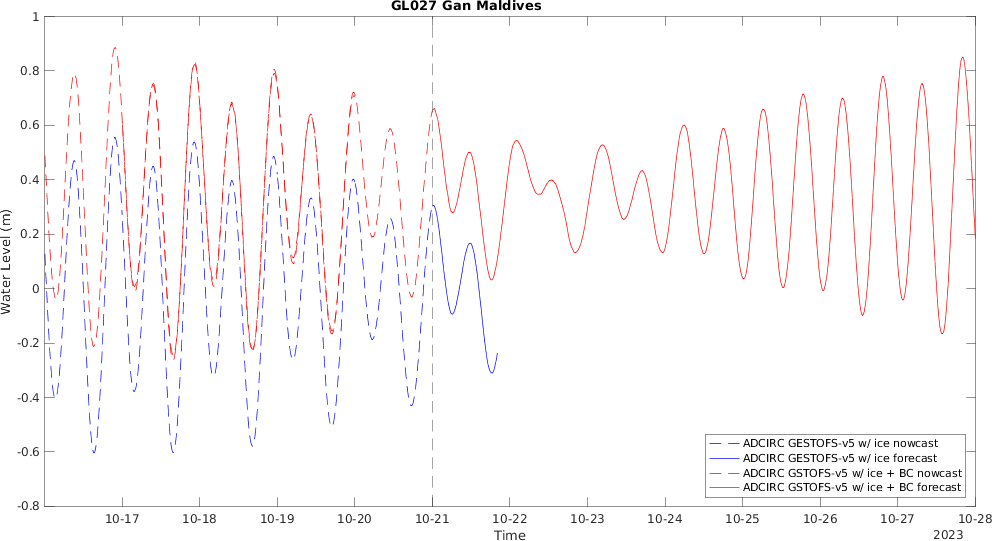 GL027 Gan Maldives
1
0.8
0.6
0.4
0.2
0
-0.2
-0.4
-0.6
-0.8
Water Level (m)
10-17 10-18 10-19 10-20 10-21 10-22 10-23 10-24 10-25 10-26 10-27 10-28
Time
2023
ADCIRC GESTOFS-v5 w/ ice nowcast
ADCIRC GESTOFS-v5 w/ ice forecast
ADCIRC GSTOFS-v5 w/ ice + BC nowcast
ADCIRC GSTOFS-v5 w/ ice + BC forecast